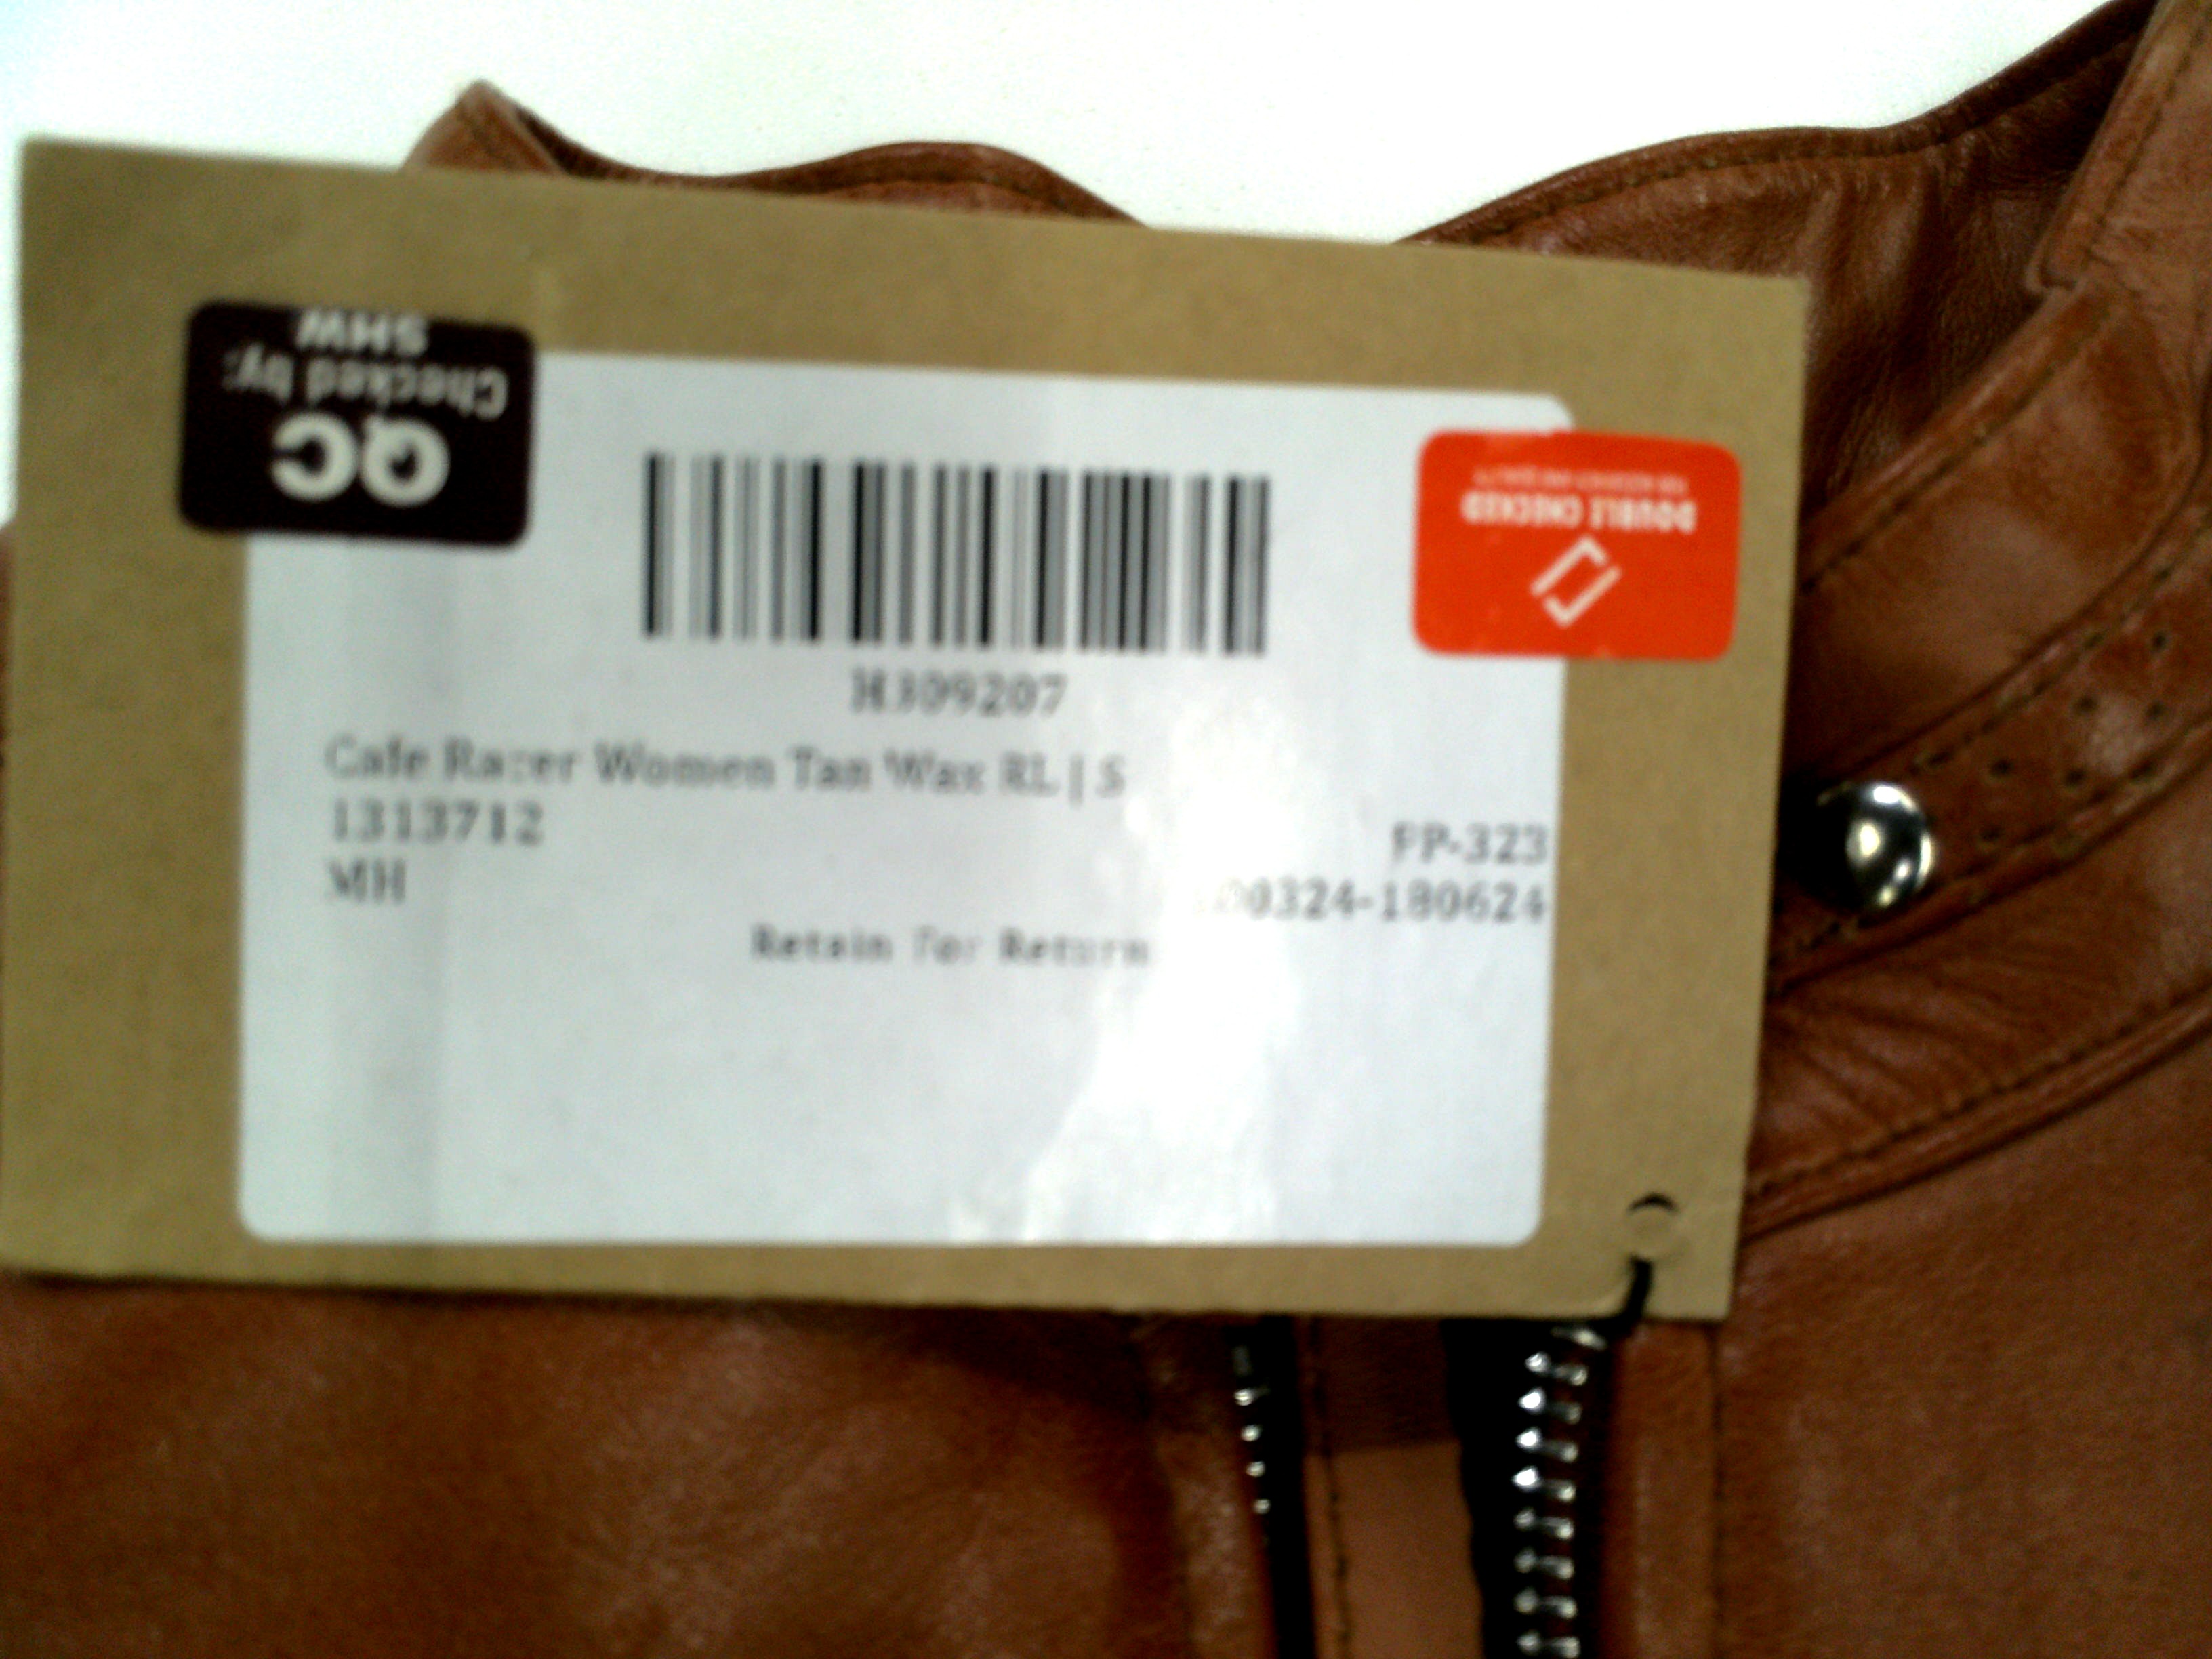 QC
Checked by:
SHW
DOUBLE CHECKED
H309207
Cafe Racer Women Tan Wax RL | S
1313712
FP-323
MH
Retain For Return